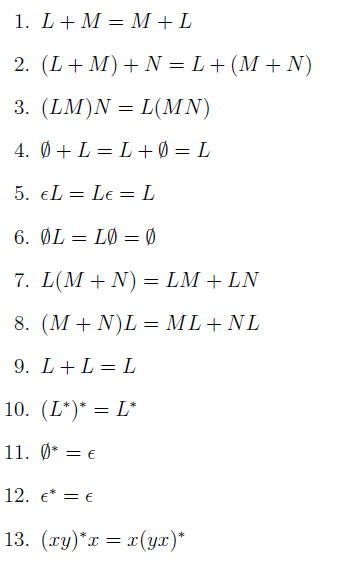 1. L + M = M + L
2. (L + M) + N = L + (M + N)
3. (LM)N = L(MN)
4. ∅ + L = L + ∅ = L
5. ϵL = Lϵ = L
6. ∅L = L∅ = ∅
7. L(M + N) = LM + LN
8. (M + N)L = ML + NL
9. L + L = L
10. (L*)* = L*
11. ∅* = ϵ
12. ϵ* = ϵ
13. (xy)*x = x(yx)*